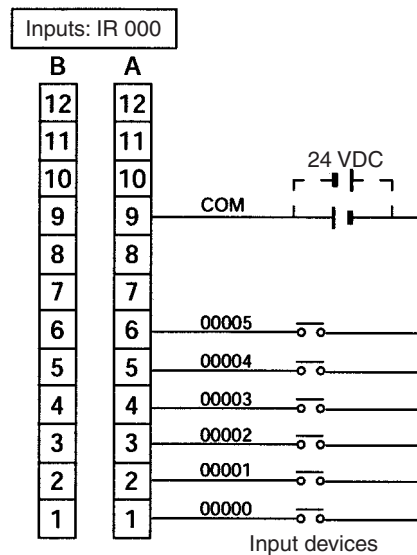 Inputs: IR 000
B A
12 12
11 11
10 10
24 VDC
9 9 COM
8 8
7 7
6 6 00005
5 5 00004
4 4 00003
3 3 00002
2 2 00001
1 1 00000
Input devices